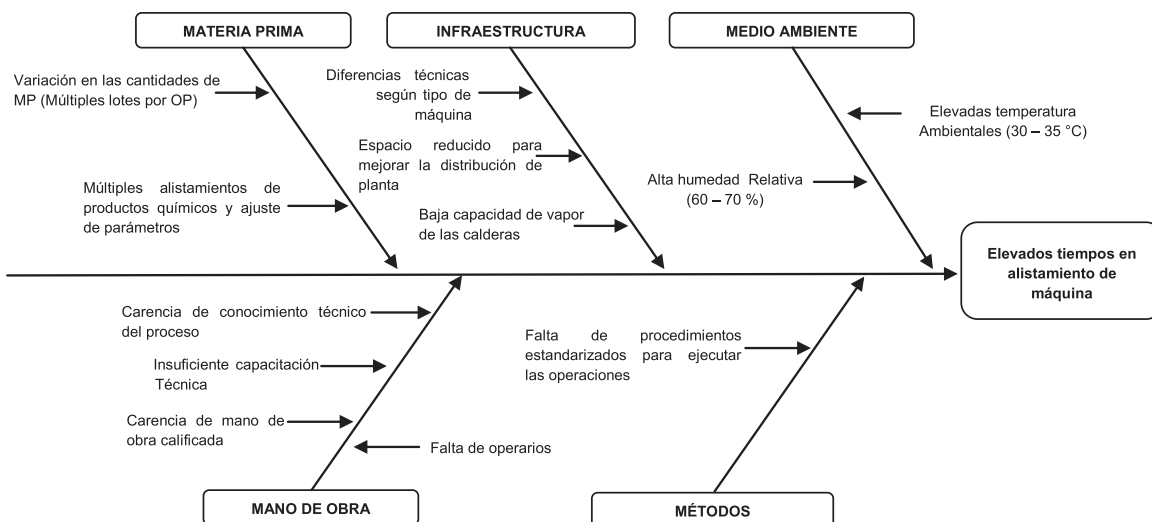 MATERIA PRIMA
INFRAESTRUCTURA
MEDIO AMBIENTE
Variación en las cantidades de
MP (Múltiples lotes por OP)
Múltiples alistamientos de
productos químicos y ajuste
de parámetros
Diferencias técnicas
según tipo de
máquina
Espacio reducido para
mejorar la distribución de
planta
Baja capacidad de vapor
de las calderas
Elevadas temperatura
Ambientales (30 – 35 °C)
Alta humedad Relativa
(60 – 70 %)
Elevados tiempos en
alistamiento de
máquina
Carencia de conocimiento técnico
del proceso
Insuficiente capacitación
Técnica
Carencia de mano de
obra calificada
Falta de operarios
Falta de procedimientos
estandarizados para ejecutar
las operaciones
MANO DE OBRA
MÉTODOS